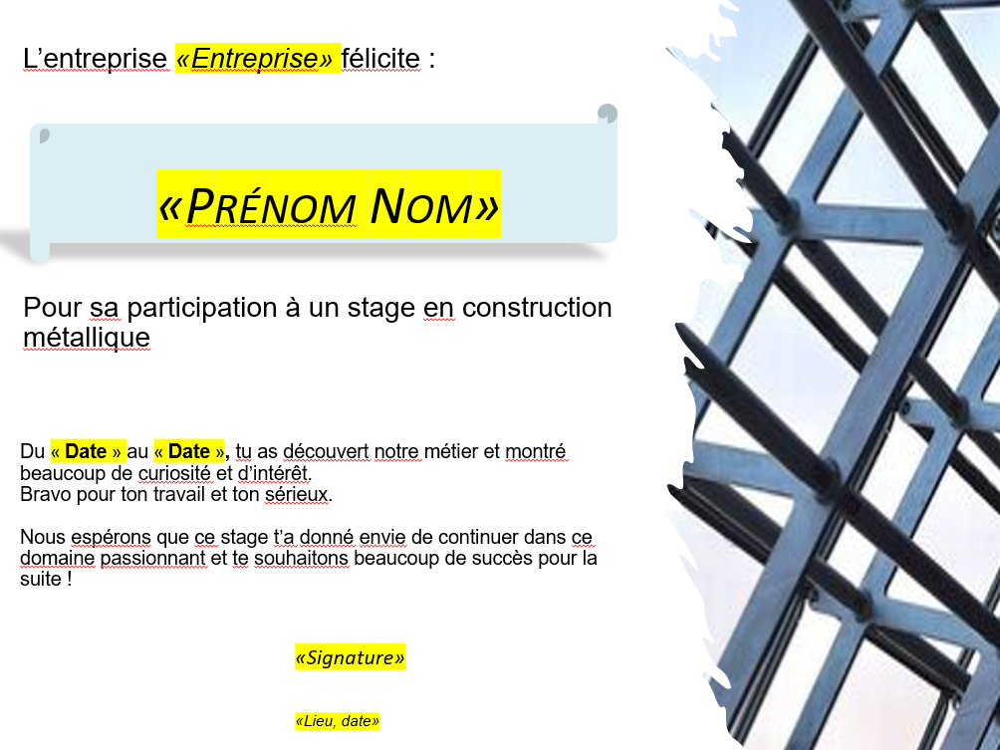 L’entreprise «Entreprise» félicite :
«PRÉNOM NOM»
Pour sa participation à un stage en construction
métallique
Du « Date » au « Date », tu as découvert notre métier et montré
beaucoup de curiosité et d’intérêt.
Bravo pour ton travail et ton sérieux.
Nous espérons que ce stage t’a donné envie de continuer dans ce
domaine passionnant et te souhaitons beaucoup de succès pour la
suite !
«Signature»
«Lieu, date»